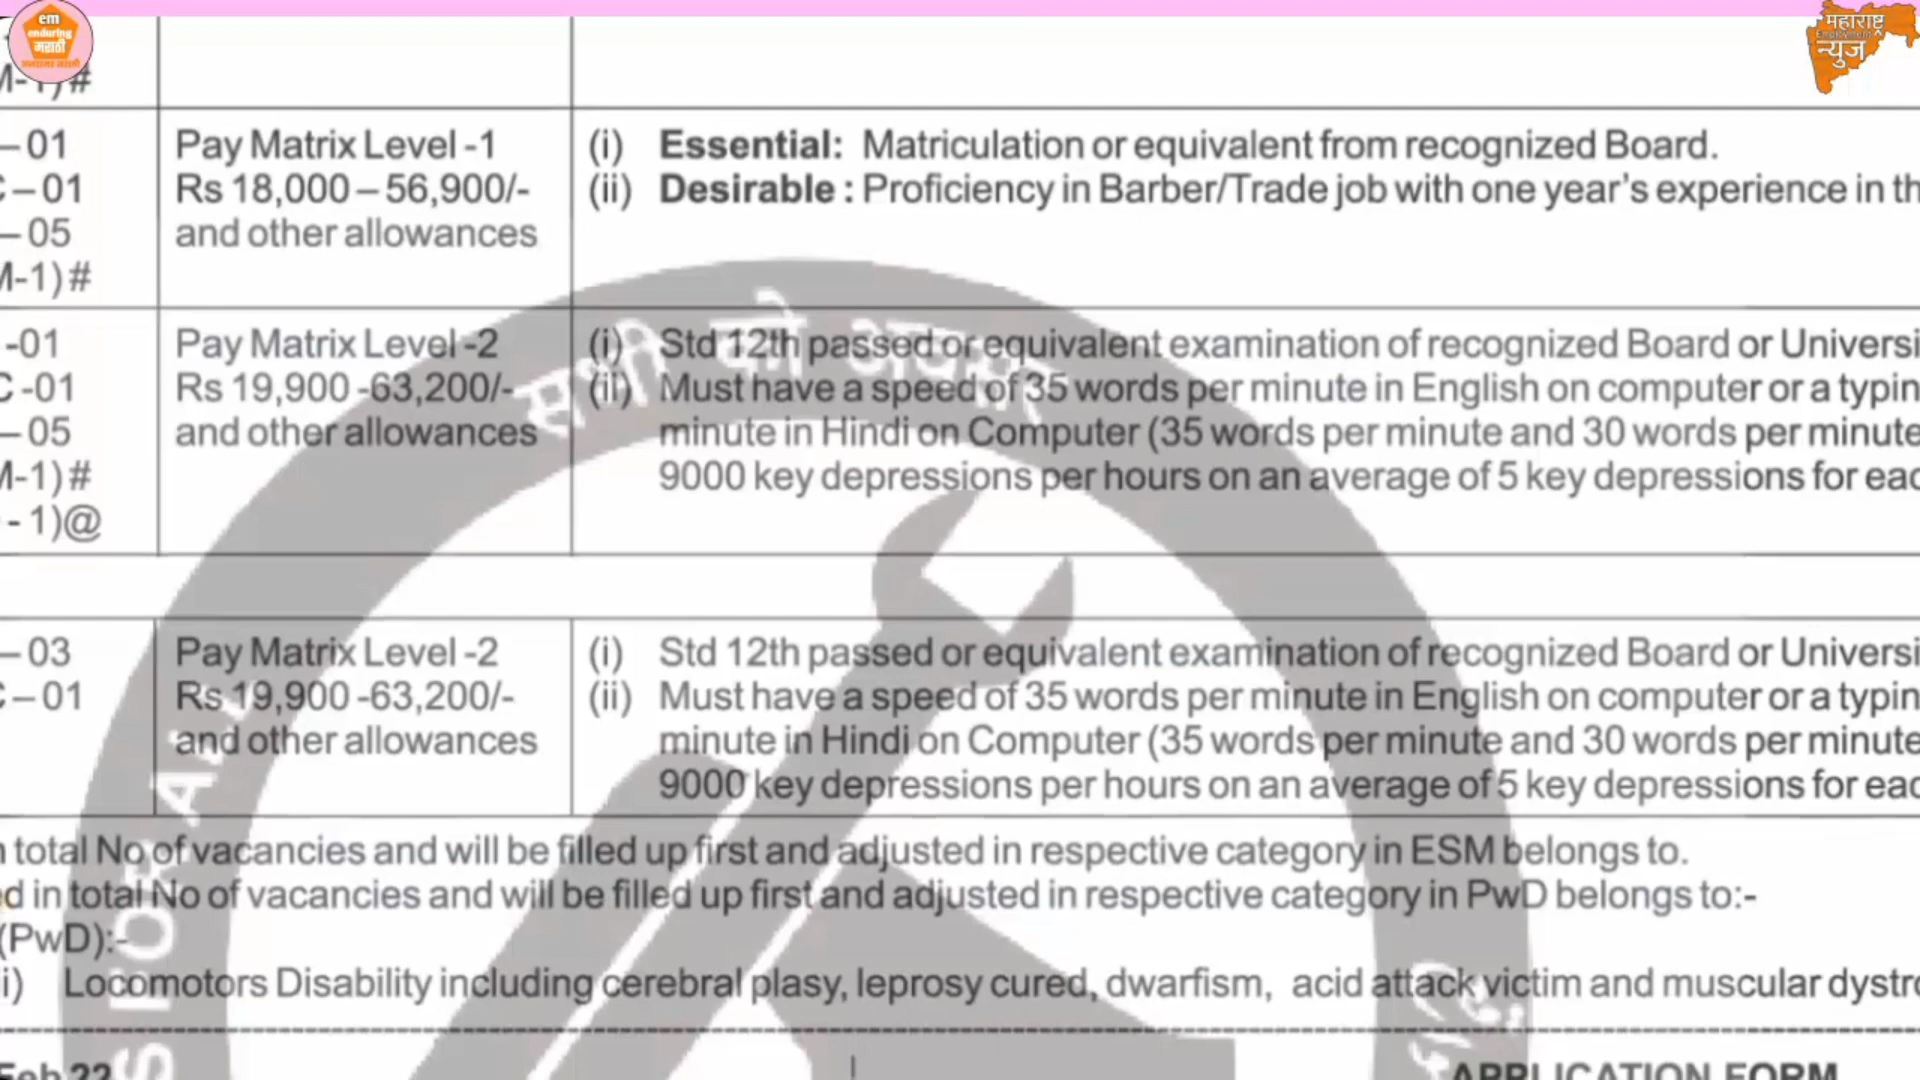 em
enduring
मराठी
महाराष्ट्र
Employment
न्युज
M-1)#
–01
Pay Matrix Level -1
(i) Essential: Matriculation or equivalent from recognized Board.
C–01
Rs 18,000–56,900/-
(ii) Desirable : Proficiency in Barber/Trade job with one year's experience in th
–05
and other allowances
M-1)#
सभी को अवसर
-01
Pay Matrix Level -2
(i) Std 12th passed or equivalent examination of recognized Board or Universi
C -01
Rs 19,900 -63,200/-
(ii) Must have a speed of 35 words per minute in English on computer or a typin
–05
and other allowances
minute in Hindi on Computer (35 words per minute and 30 words per minute
M-1)#
9000 key depressions per hours on an average of 5 key depressions for eac
- 1)@
–03
Pay Matrix Level -2
(i) Std 12th passed or equivalent examination of recognized Board or Universi
C–01
Rs 19,900 -63,200/-
(ii) Must have a speed of 35 words per minute in English on computer or a typin
and other allowances
minute in Hindi on Computer (35 words per minute and 30 words per minute
9000 key depressions per hours on an average of 5 key depressions for eac
n total No of vacancies and will be filled up first and adjusted in respective category in ESM belongs to.
d in total No of vacancies and will be filled up first and adjusted in respective category in PwD belongs to:-
(PwD):-
i) Locomotors Disability including cerebral plasy, leprosy cured, dwarfism, acid attack victim and muscular dystro
S FOR ALL
Feb 22
APPLICATION FORM